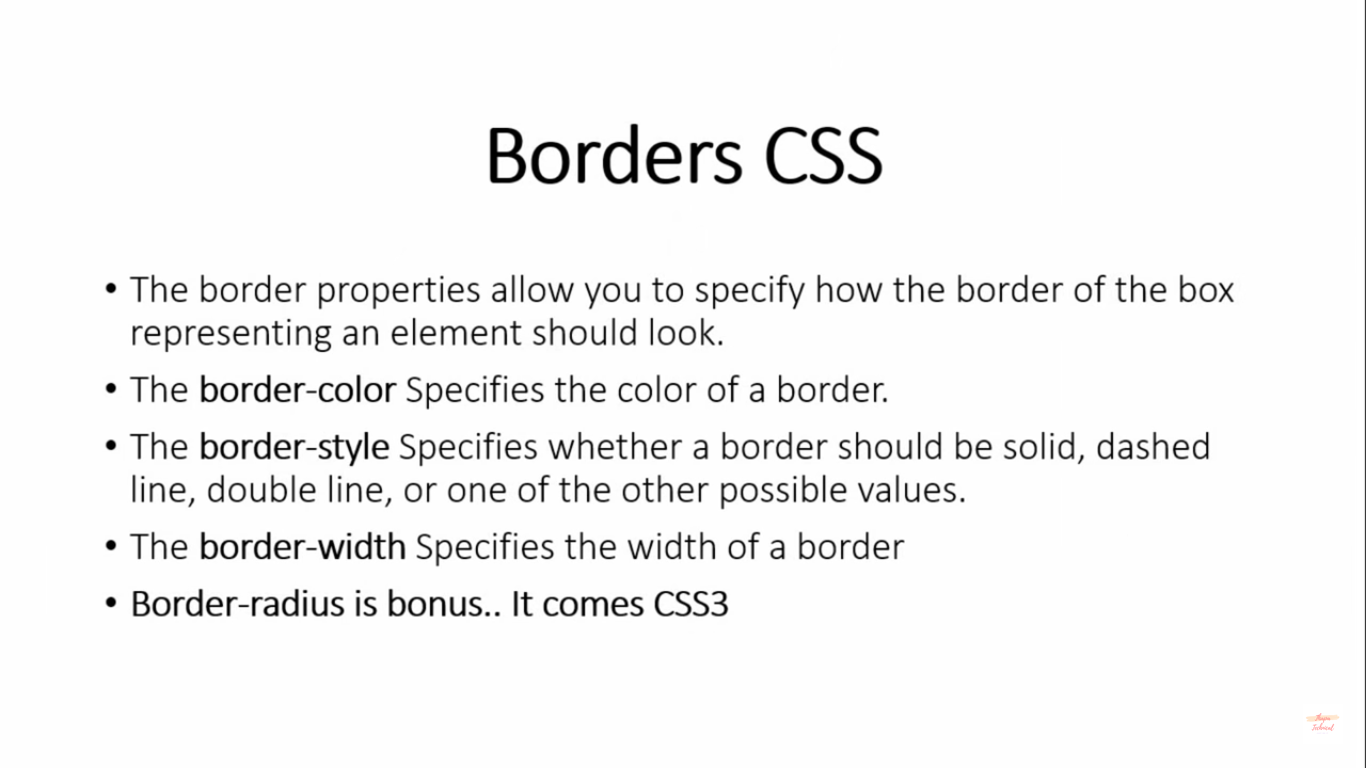 Borders CSS
• The border properties allow you to specify how the border of the box
representing an element should look.
• The border-color Specifies the color of a border.
• The border-style Specifies whether a border should be solid, dashed
line, double line, or one of the other possible values.
• The border-width Specifies the width of a border
• Border-radius is bonus.. It comes CSS3
Technical